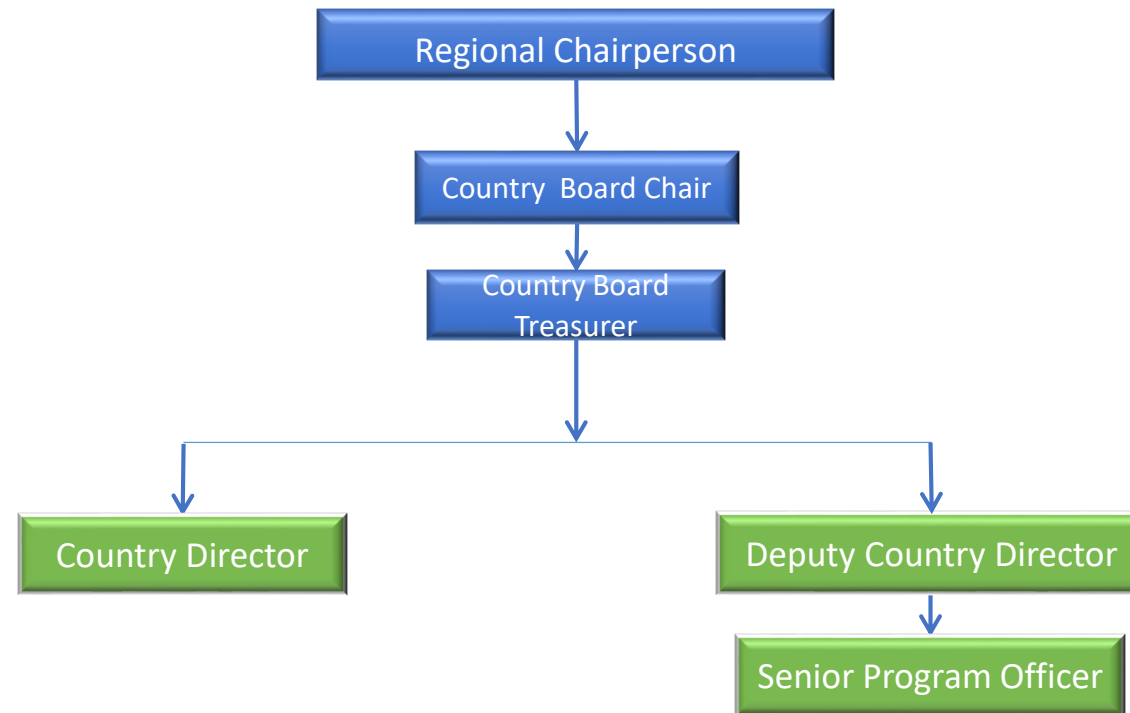 Regional Chairperson
Country  Board Chair
Country Board
Treasurer
Country Director
Deputy Country Director
Senior Program Officer